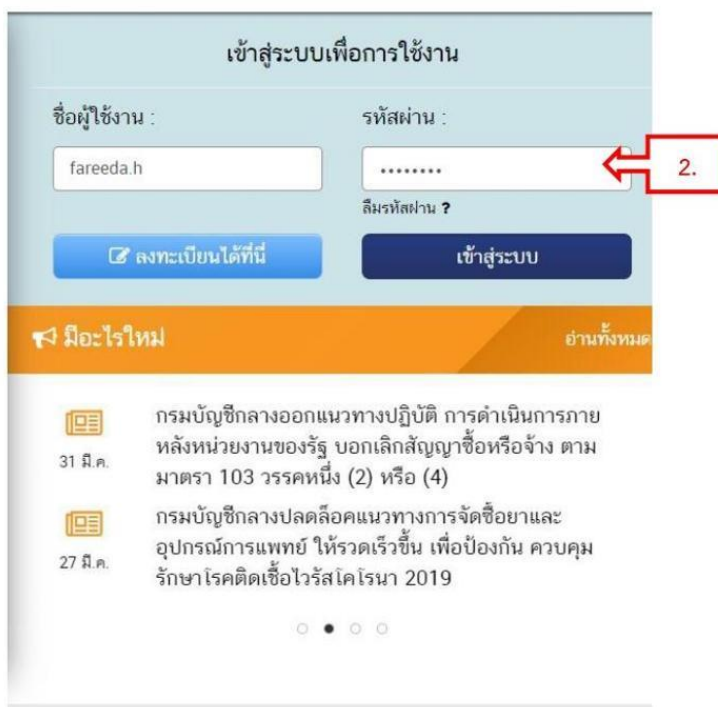 เข้าสู่ระบบเพื่อการใช้งาน
ชื่อผู้ใช้งาน :
รหัสผ่าน :
fareeda.h
••••••••
2.
ลืมรหัสผ่าน ?
ลงทะเบียนได้ที่นี่
เข้าสู่ระบบ
มีอะไรใหม่
อ่านทั้งหมด
กรมบัญชีกลางออกแนวทางปฏิบัติ การดำเนินการภาย
หลังหน่วยงานของรัฐ บอกเลิกสัญญาซื้อหรือจ้าง ตาม
มาตรา 103 วรรคหนึ่ง (2) หรือ (4)
31 มี.ค.
กรมบัญชีกลางปลดล็อคแนวทางการจัดซื้อยาและ
อุปกรณ์การแพทย์ ให้รวดเร็วขึ้น เพื่อป้องกัน ควบคุม
รักษาโรคติดเชื้อไวรัสโคโรนา 2019
27 มี.ค.